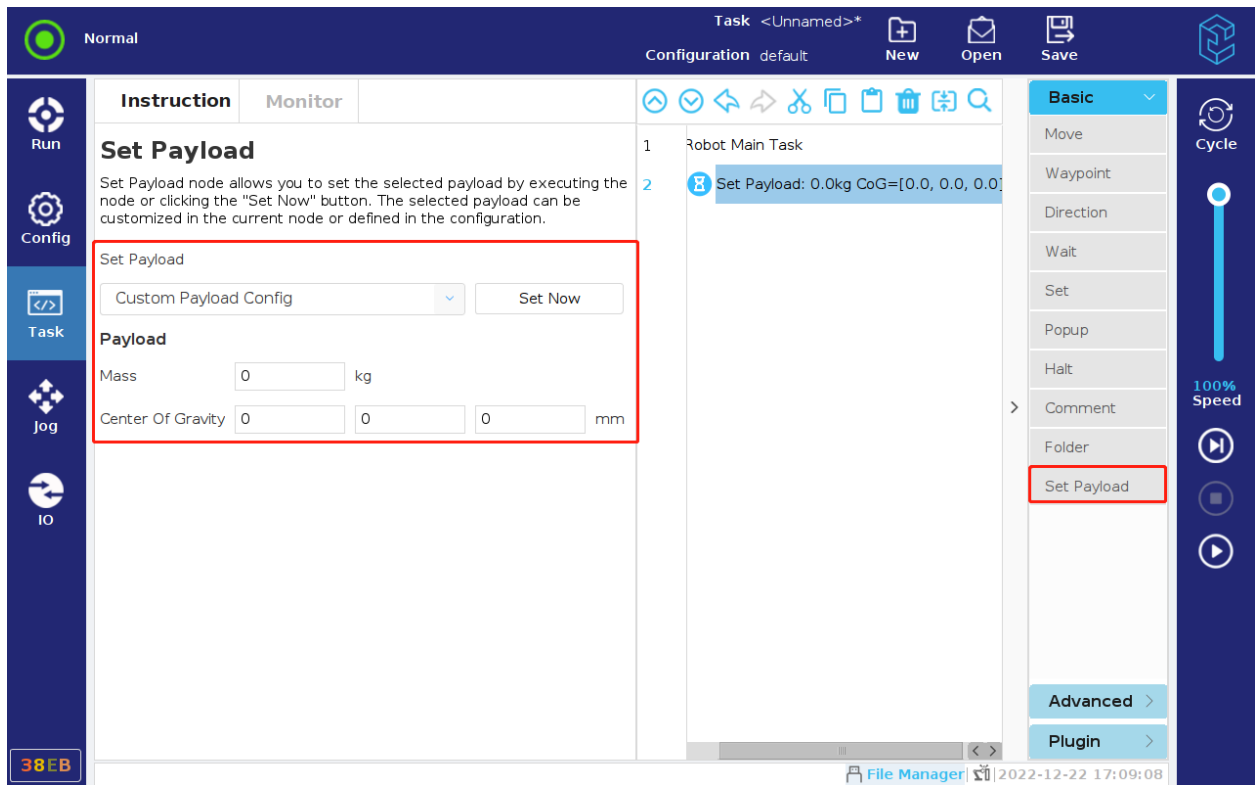 Normal
Task <Unnamed>*
Configuration default
New
Open
Save
Run
Config
Task
Jog
IO
38EB
Instruction
Monitor
Set Payload
Set Payload node allows you to set the selected payload by executing the
node or clicking the "Set Now" button. The selected payload can be
customized in the current node or defined in the configuration.
Set Payload
Custom Payload Config
Set Now
Payload
Mass 0 kg
Center Of Gravity 0 0 0 mm
1 Robot Main Task
2 Set Payload: 0.0kg CoG=[0.0, 0.0, 0.0]
Basic
Move
Waypoint
Direction
Wait
Set
Popup
Halt
Comment
Folder
Set Payload
Advanced
Plugin
Cycle
100%
Speed
File Manager
2022-12-22 17:09:08